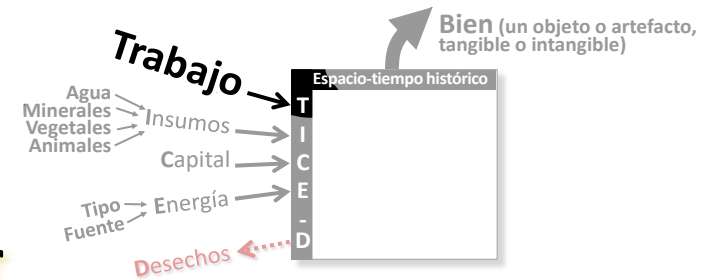 Bien (un objeto o artefacto,
tangible o intangible)
Trabajo
Espacio-tiempo histórico
Agua
Minerales
Vegetales
Animales
Insumos
Capital
Tipo
Fuente
Energía
Desechos
T
I
C
E
-
D